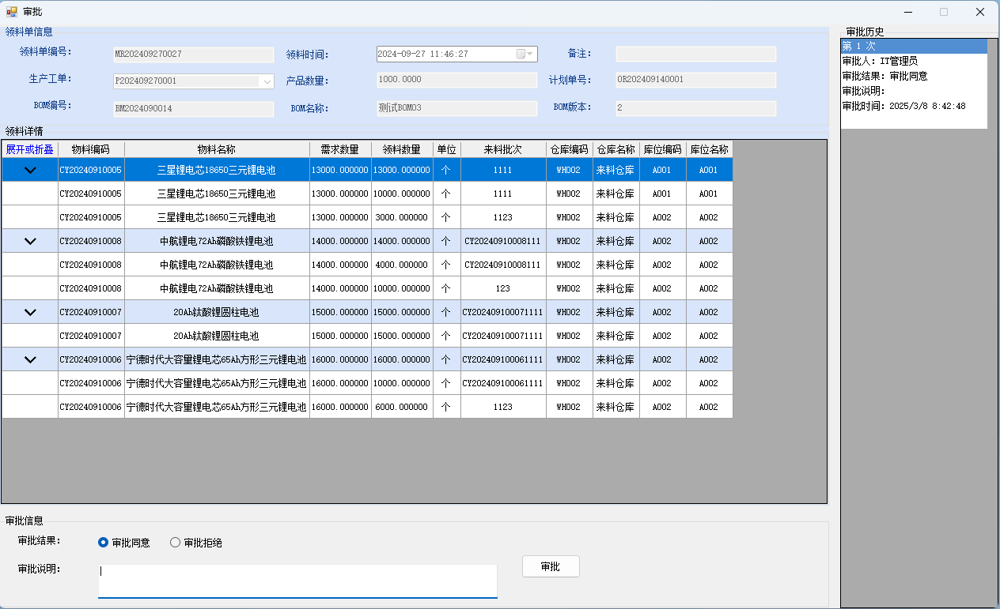 审批
领料单信息
领料单编号： MR202409270027 领料时间： 2024-09-27 11:46:27 备注：
生产工单： P202409270001 产品数量： 1000.0000 计划单号： OR202409140001
BOM编号： BM2024090014 BOM名称： 测试BOM03 BOM版本： 2
领料详情
展开或折叠 物料编码 物料名称 需求数量 领料数量 单位 来料批次 仓库编码 仓库名称 库位编码 库位名称
CY20240910005 三星锂电芯18650三元锂电池 13000.000000 13000.000000 个 1111 WH002 来料仓库 A001 A001
CY20240910005 三星锂电芯18650三元锂电池 13000.000000 10000.000000 个 1111 WH002 来料仓库 A001 A001
CY20240910005 三星锂电芯18650三元锂电池 13000.000000 3000.000000 个 1123 WH002 来料仓库 A002 A002
CY20240910008 中航锂电72Ah磷酸铁锂电池 14000.000000 14000.000000 个 CY20240910008111 WH002 来料仓库 A002 A002
CY20240910008 中航锂电72Ah磷酸铁锂电池 14000.000000 4000.000000 个 CY20240910008111 WH002 来料仓库 A002 A002
CY20240910008 中航锂电72Ah磷酸铁锂电池 14000.000000 10000.000000 个 123 WH002 来料仓库 A002 A002
CY20240910007 20Ah钛酸锂圆柱电池 15000.000000 15000.000000 个 CY202409100071111 WH002 来料仓库 A002 A002
CY20240910007 20Ah钛酸锂圆柱电池 15000.000000 15000.000000 个 CY202409100071111 WH002 来料仓库 A002 A002
CY20240910006 宁德时代大容量锂电芯65Ah方形三元锂电池 16000.000000 16000.000000 个 CY202409100061111 WH002 来料仓库 A002 A002
CY20240910006 宁德时代大容量锂电芯65Ah方形三元锂电池 16000.000000 10000.000000 个 CY202409100061111 WH002 来料仓库 A002 A002
CY20240910006 宁德时代大容量锂电芯65Ah方形三元锂电池 16000.000000 6000.000000 个 1123 WH002 来料仓库 A002 A002
审批信息
审批结果： 审批同意 审批拒绝
审批说明： 审批
审批历史
第 1 次
审批人：IT管理员
审批结果：审批同意
审批说明：
审批时间：2025/3/8 8:42:48